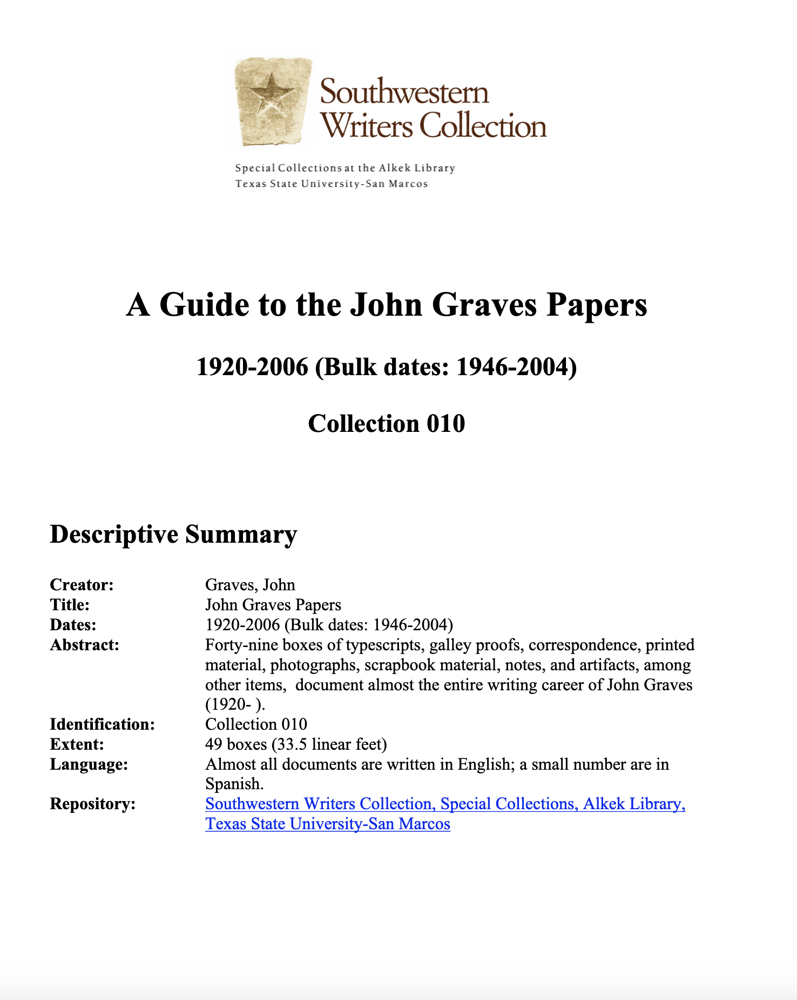 Southwestern
Writers Collection
Special Collections at the Alkek Library
Texas State University-San Marcos
A Guide to the John Graves Papers
1920-2006 (Bulk dates: 1946-2004)
Collection 010
Descriptive Summary
Creator: Graves, John
Title: John Graves Papers
Dates: 1920-2006 (Bulk dates: 1946-2004)
Abstract: Forty-nine boxes of typescripts, galley proofs, correspondence, printed
material, photographs, scrapbook material, notes, and artifacts, among
other items,  document almost the entire writing career of John Graves
(1920- ).
Identification: Collection 010
Extent: 49 boxes (33.5 linear feet)
Language: Almost all documents are written in English; a small number are in
Spanish.
Repository: Southwestern Writers Collection, Special Collections, Alkek Library,
Texas State University-San Marcos